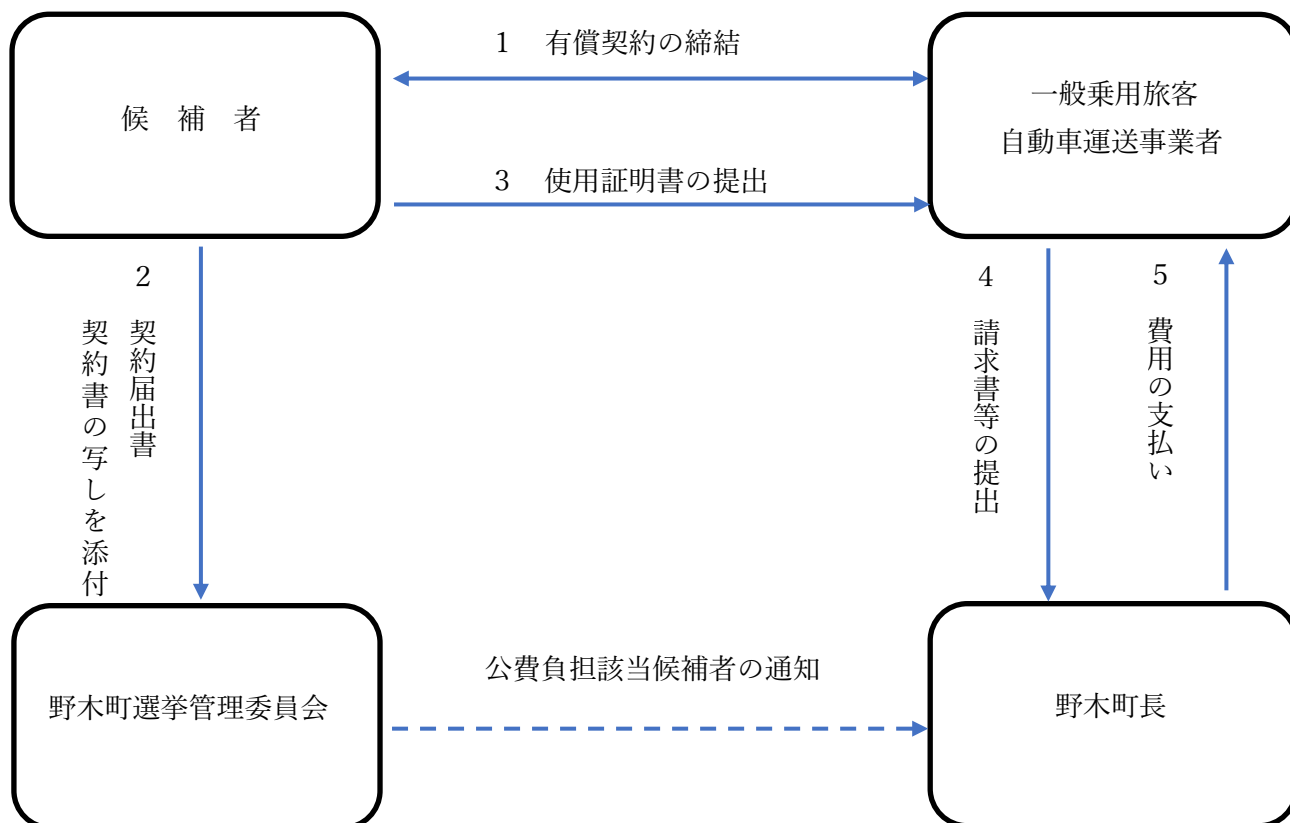 1　有償契約の締結
候　補　者
一般乗用旅客
自動車運送事業者
3　使用証明書の提出
2　契約届出書
契約書の写しを添付
4　請求書等の提出
5　費用の支払い
公費負担該当候補者の通知
野木町選挙管理委員会
野木町長